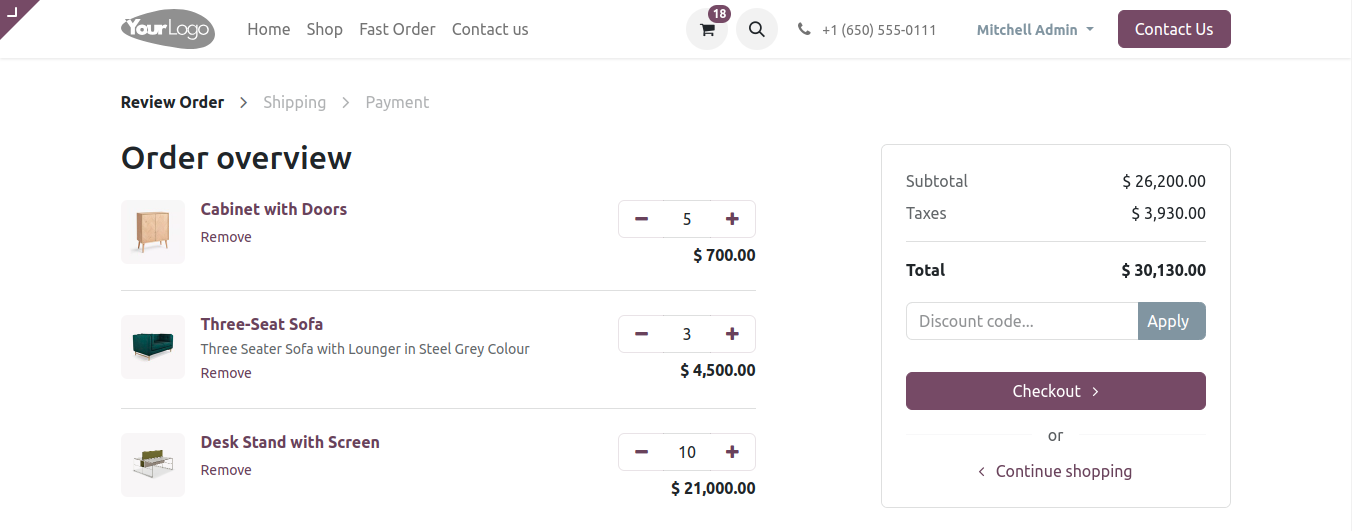 YourLogo
Home Shop Fast Order Contact us
18
+1 (650) 555-0111
Mitchell Admin
Contact Us
Review Order > Shipping > Payment
Order overview
Cabinet with Doors
Remove
− 5 +
$ 700.00
Three-Seat Sofa
Three Seater Sofa with Lounger in Steel Grey Colour
Remove
− 3 +
$ 4,500.00
Desk Stand with Screen
Remove
− 10 +
$ 21,000.00
Subtotal $ 26,200.00
Taxes $ 3,930.00
Total $ 30,130.00
Discount code... Apply
Checkout >
or
< Continue shopping